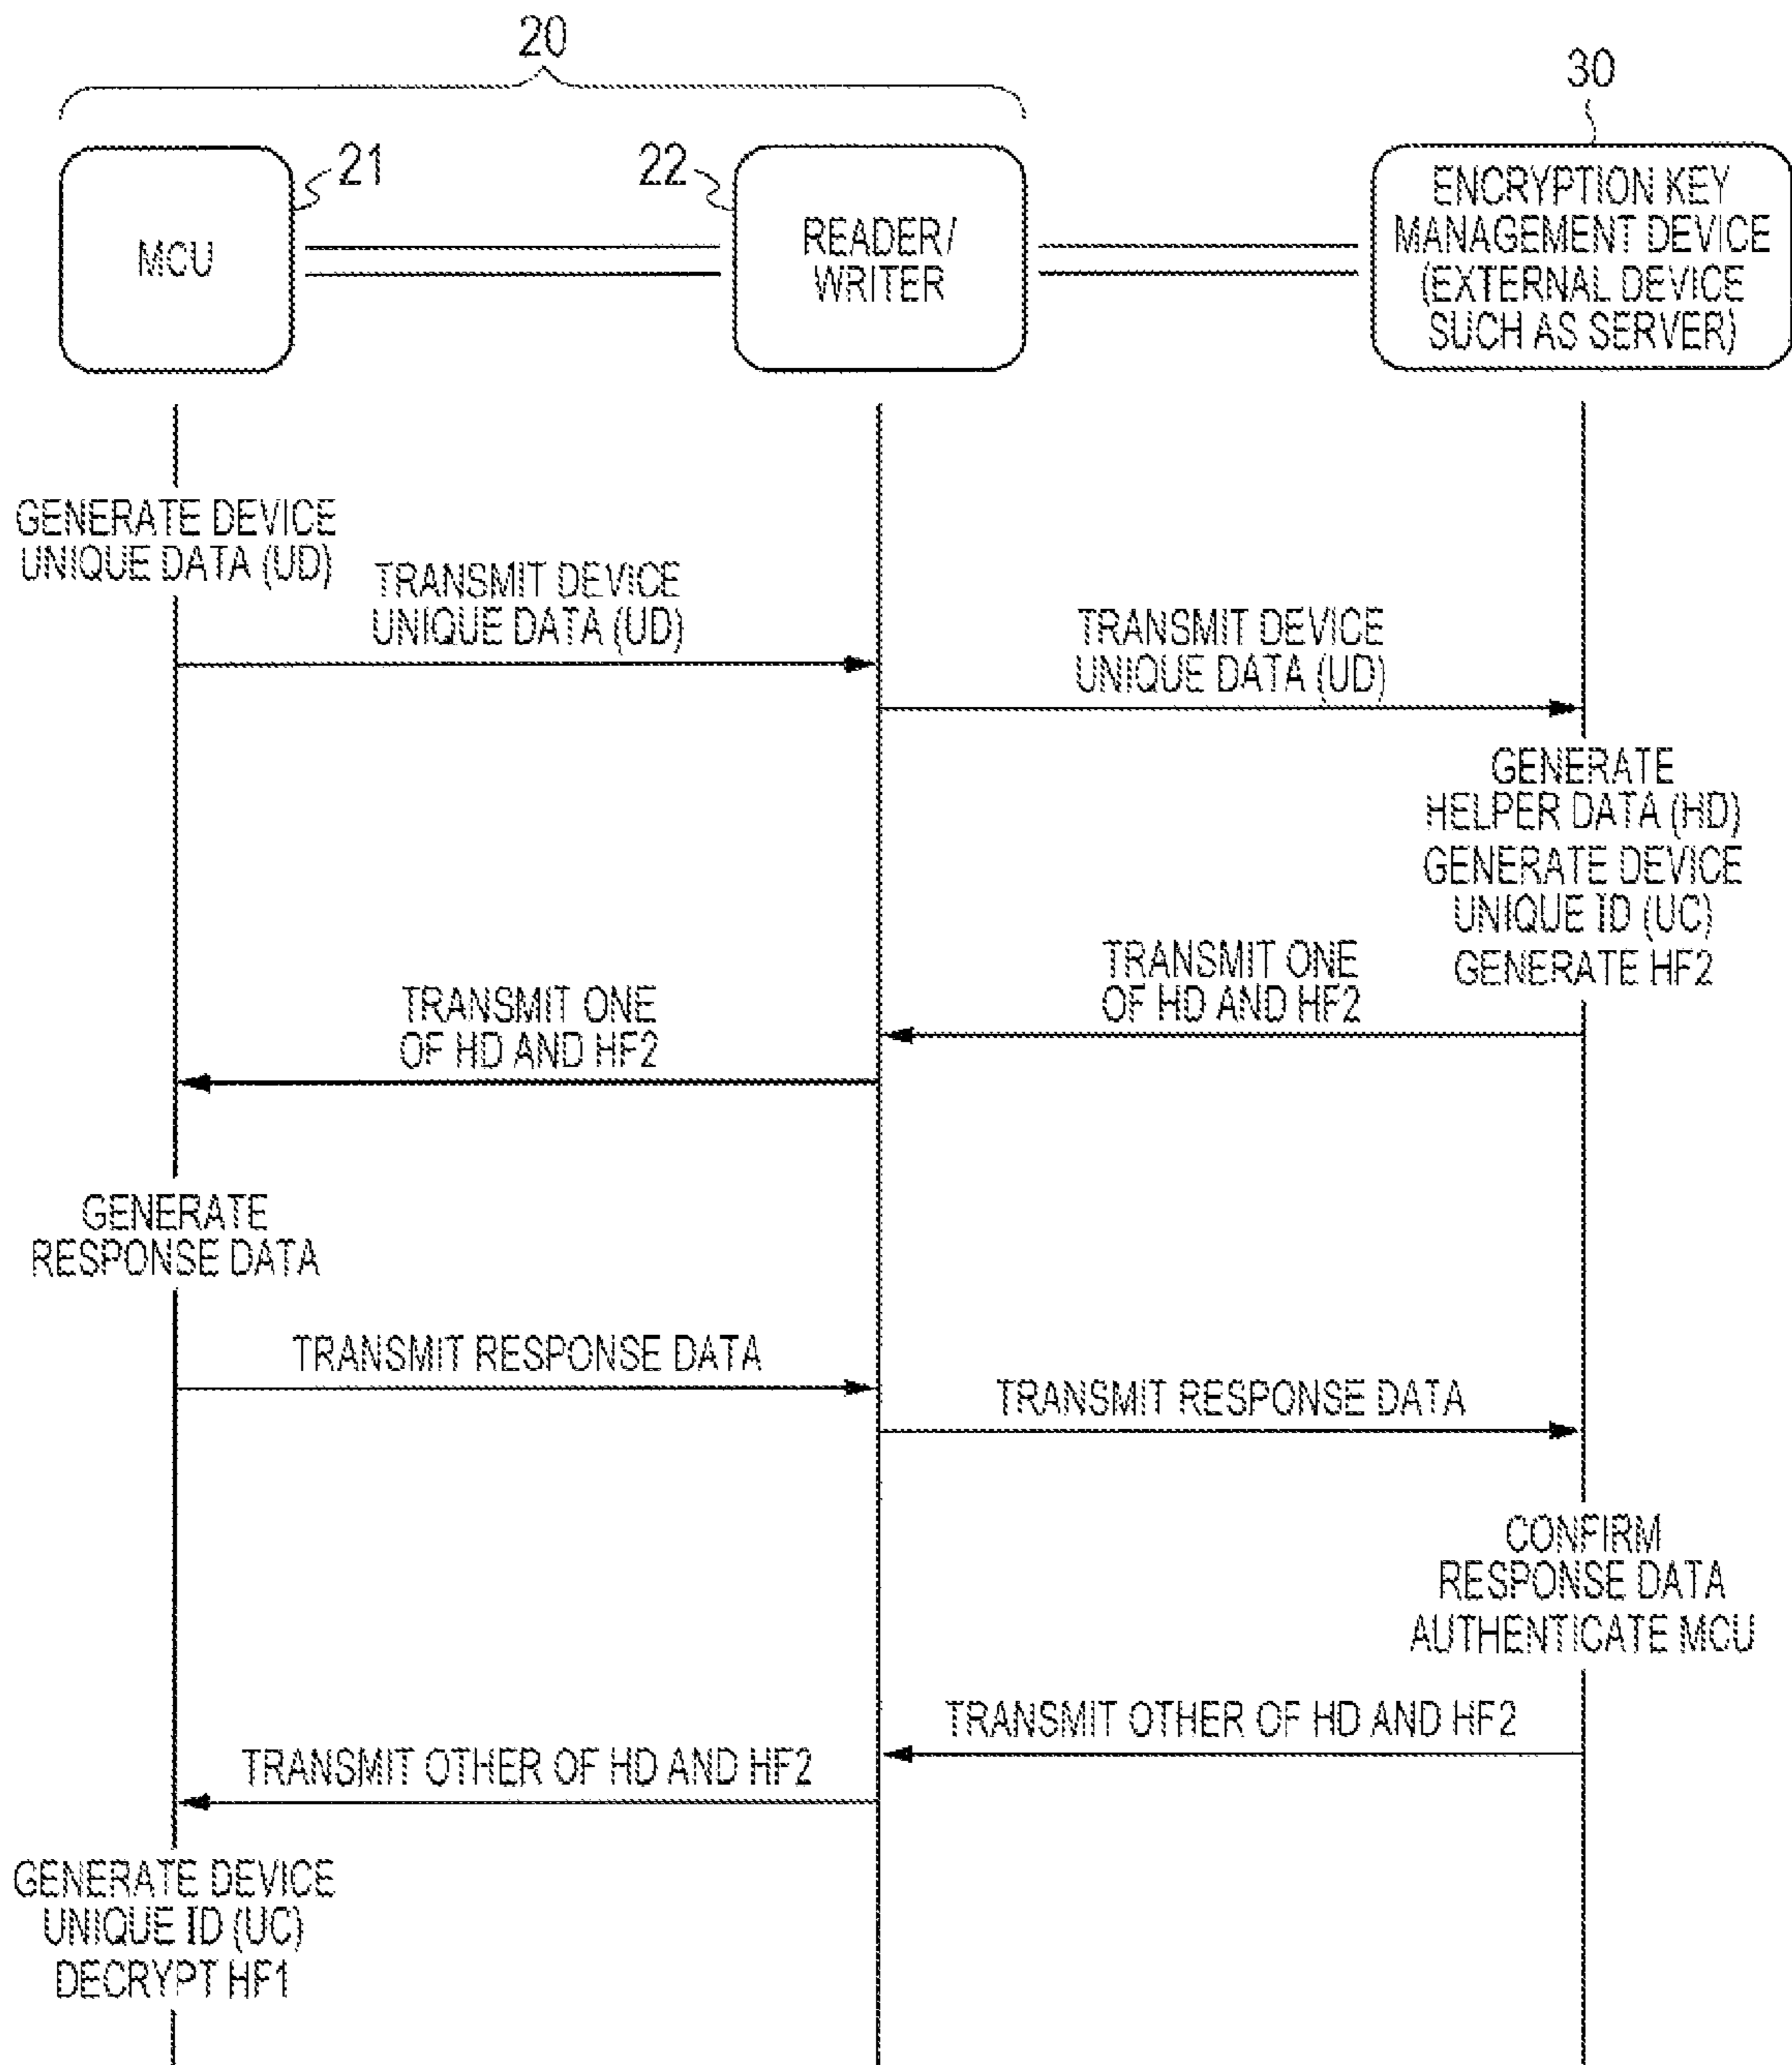 20
30
21
22
MCU
READER/
WRITER
ENCRYPTION KEY
MANAGEMENT DEVICE
(EXTERNAL DEVICE
SUCH AS SERVER)
GENERATE DEVICE
UNIQUE DATA (UD)
TRANSMIT DEVICE
UNIQUE DATA (UD)
TRANSMIT DEVICE
UNIQUE DATA (UD)
GENERATE
HELPER DATA (HD)
GENERATE DEVICE
UNIQUE ID (UC)
GENERATE HF2
TRANSMIT ONE
OF HD AND HF2
TRANSMIT ONE
OF HD AND HF2
GENERATE
RESPONSE DATA
TRANSMIT RESPONSE DATA
TRANSMIT RESPONSE DATA
CONFIRM
RESPONSE DATA
AUTHENTICATE MCU
TRANSMIT OTHER OF HD AND HF2
TRANSMIT OTHER OF HD AND HF2
GENERATE DEVICE
UNIQUE ID (UC)
DECRYPT HF1